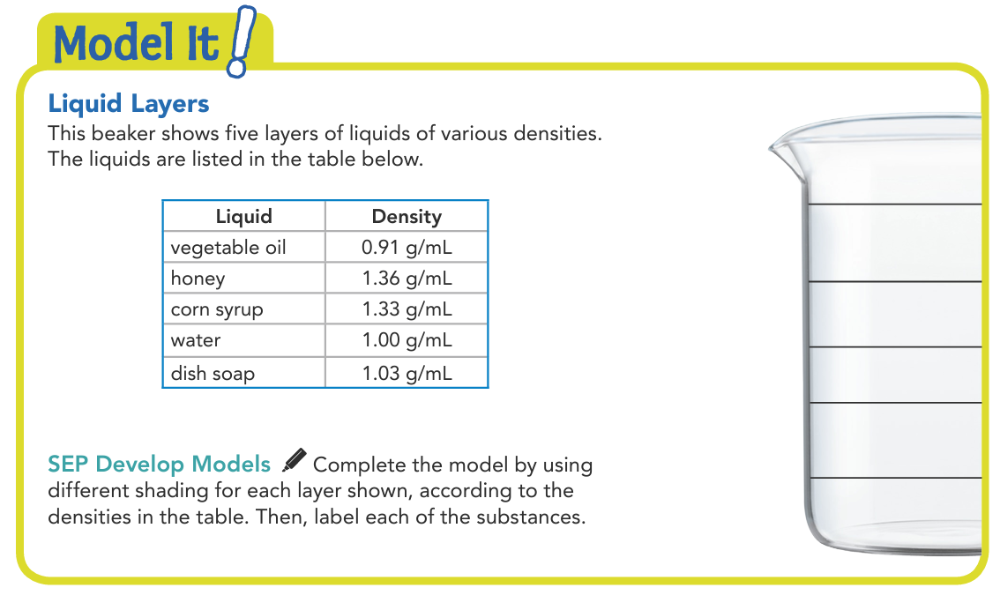 Model It!
Liquid Layers
This beaker shows five layers of liquids of various densities.
The liquids are listed in the table below.
Liquid Density
vegetable oil 0.91 g/mL
honey 1.36 g/mL
corn syrup 1.33 g/mL
water 1.00 g/mL
dish soap 1.03 g/mL
SEP Develop Models Complete the model by using
different shading for each layer shown, according to the
densities in the table. Then, label each of the substances.